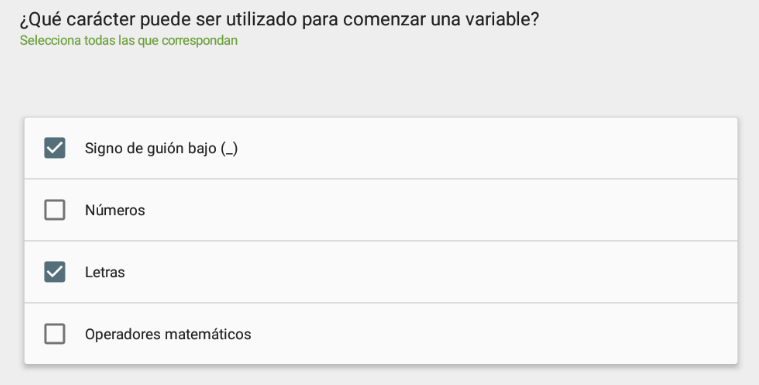 ¿Qué carácter puede ser utilizado para comenzar una variable?
Selecciona todas las que correspondan
Signo de guión bajo (_)
Números
Letras
Operadores matemáticos